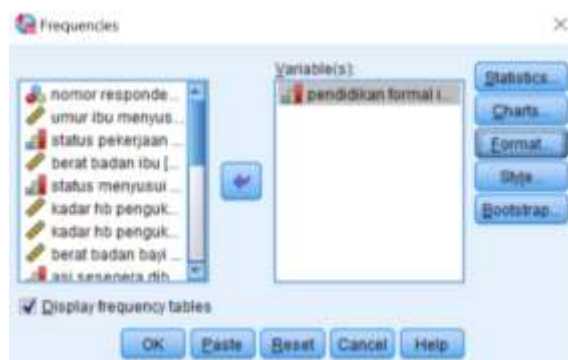 Frequencies
Variable(s):
nomor responde...
umur ibu menyus...
status pekerjaan ...
berat badan ibu [...
status menyusui ...
kadar hb penguk...
kadar hb penguk...
berat badan bayi ...
asi sesegera dib...
pendidikan formal i...
Statistics...
Charts...
Format...
Style...
Bootstrap...
Display frequency tables
OK Paste Reset Cancel Help